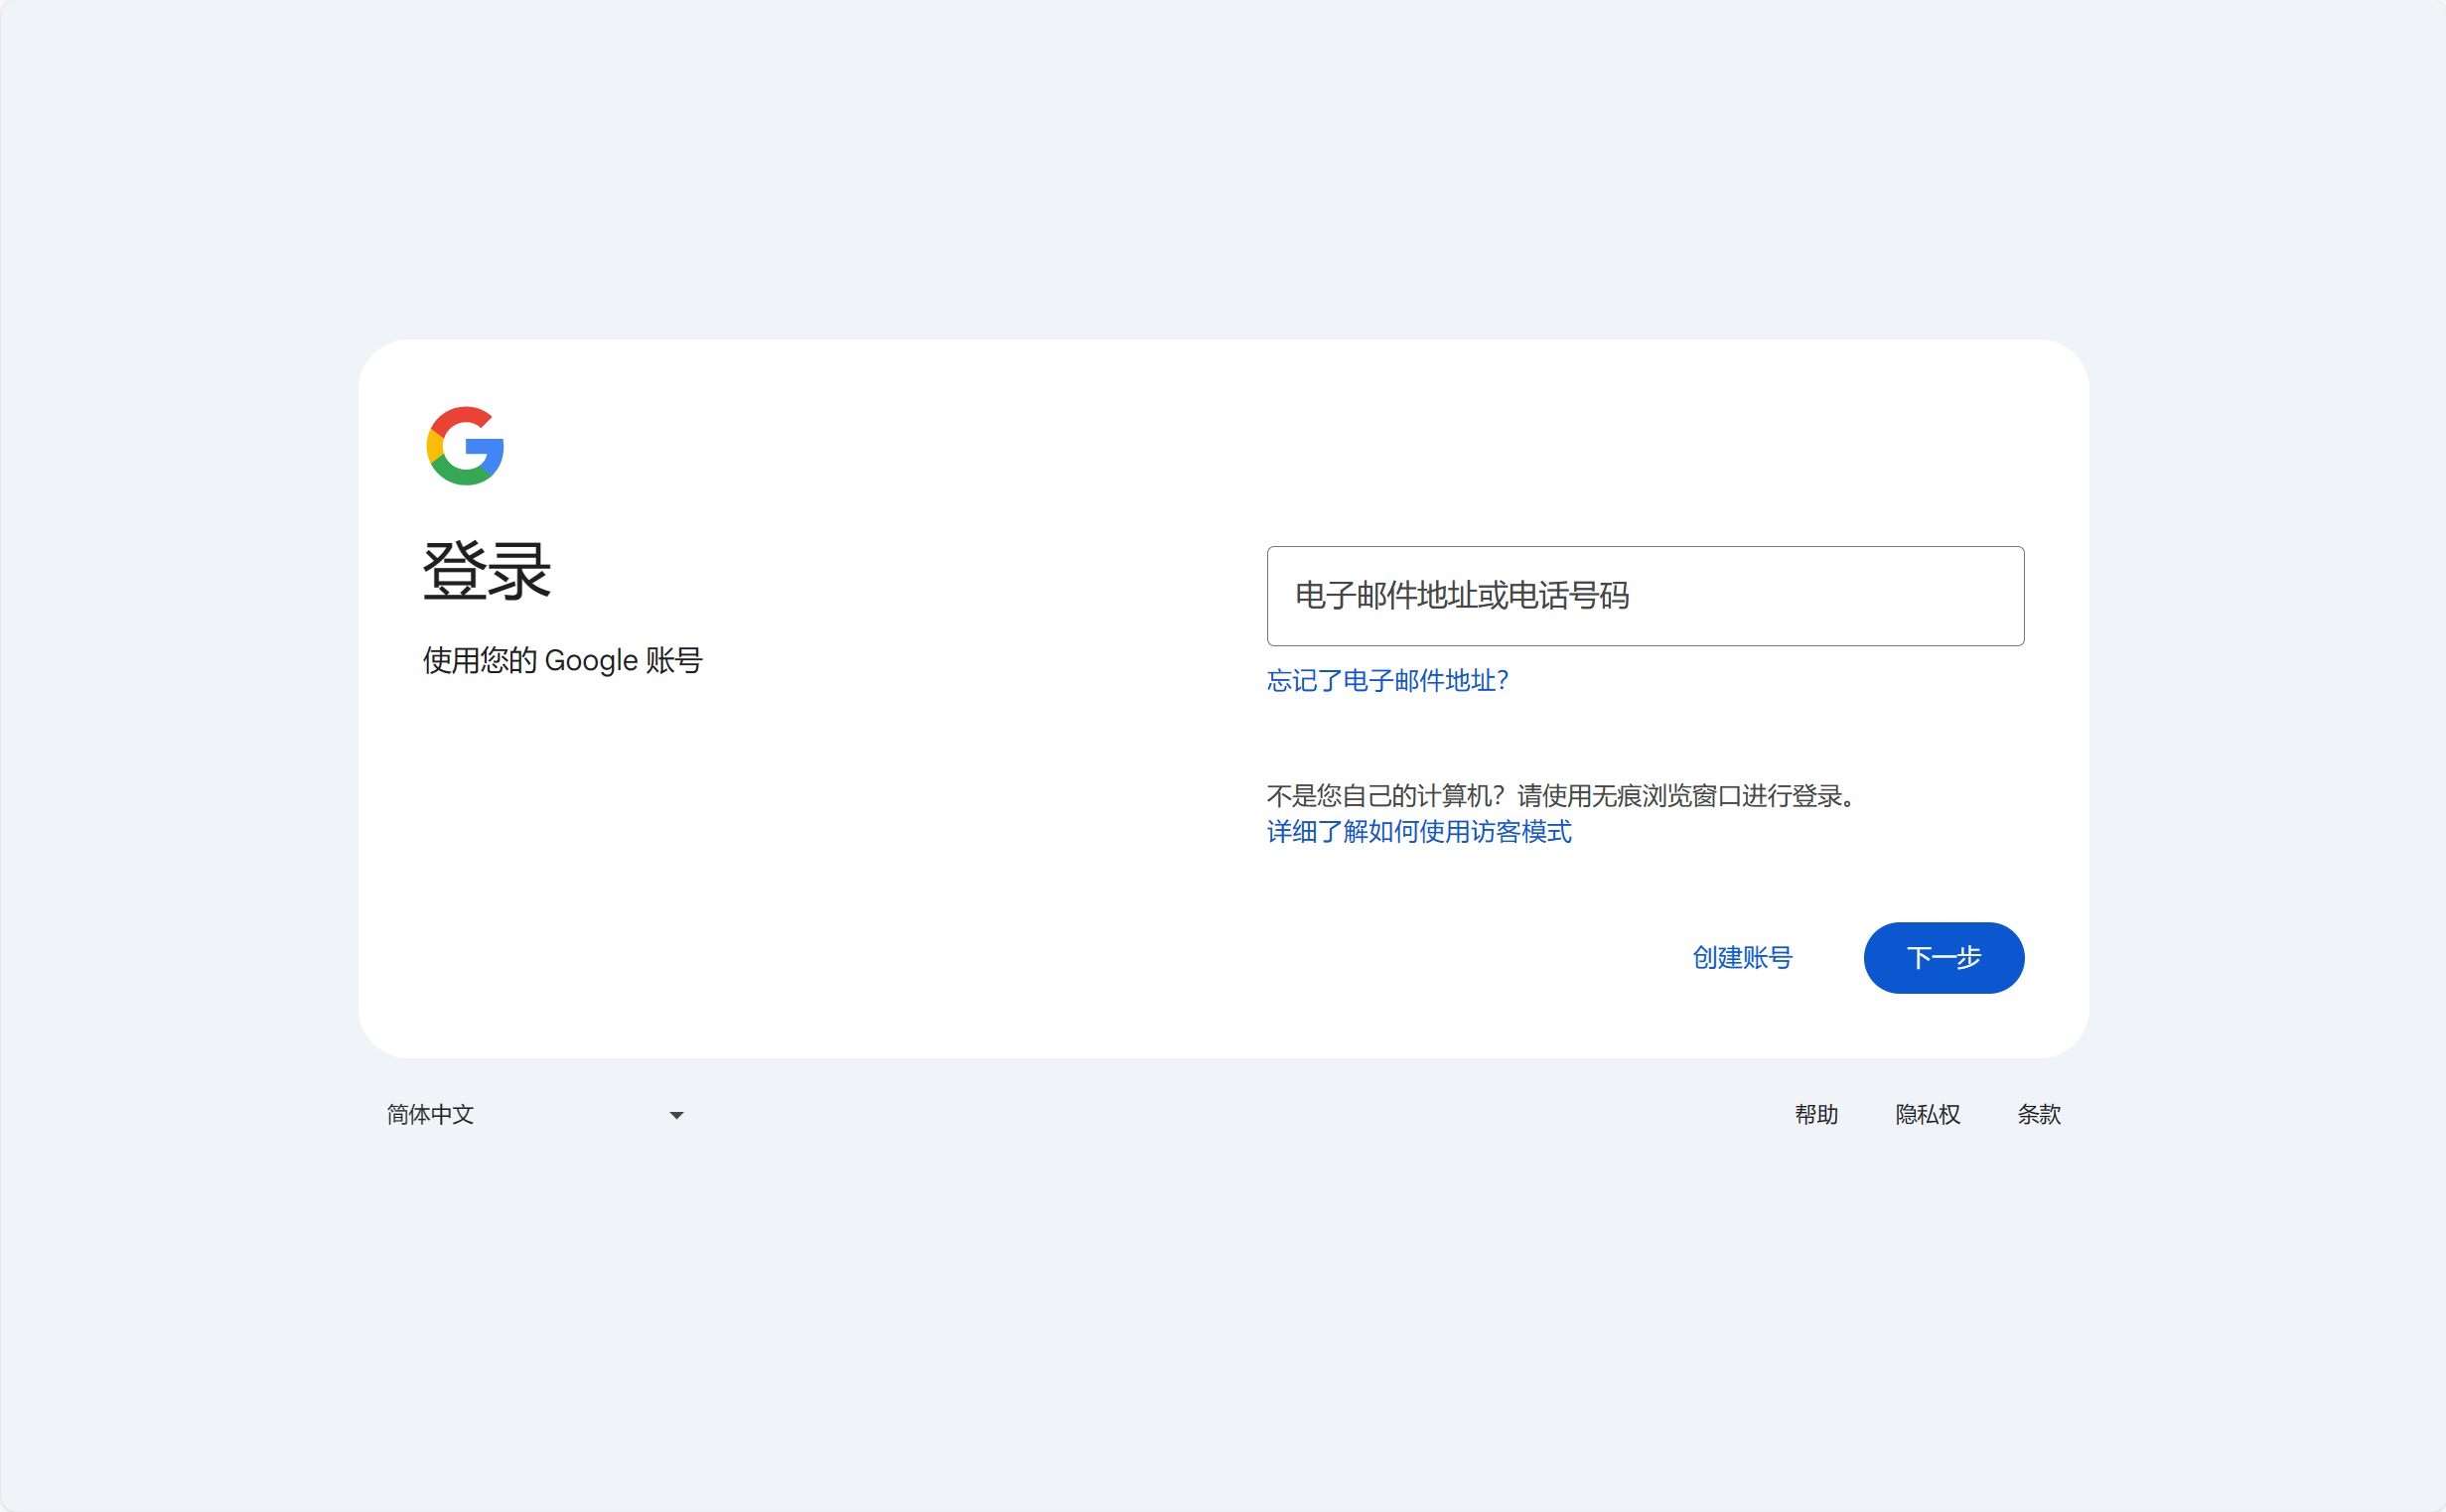 登录
使用您的 Google 账号
电子邮件地址或电话号码
忘记了电子邮件地址?
不是您自己的计算机？请使用无痕浏览窗口进行登录。
详细了解如何使用访客模式
创建账号
下一步
简体中文
帮助
隐私权
条款